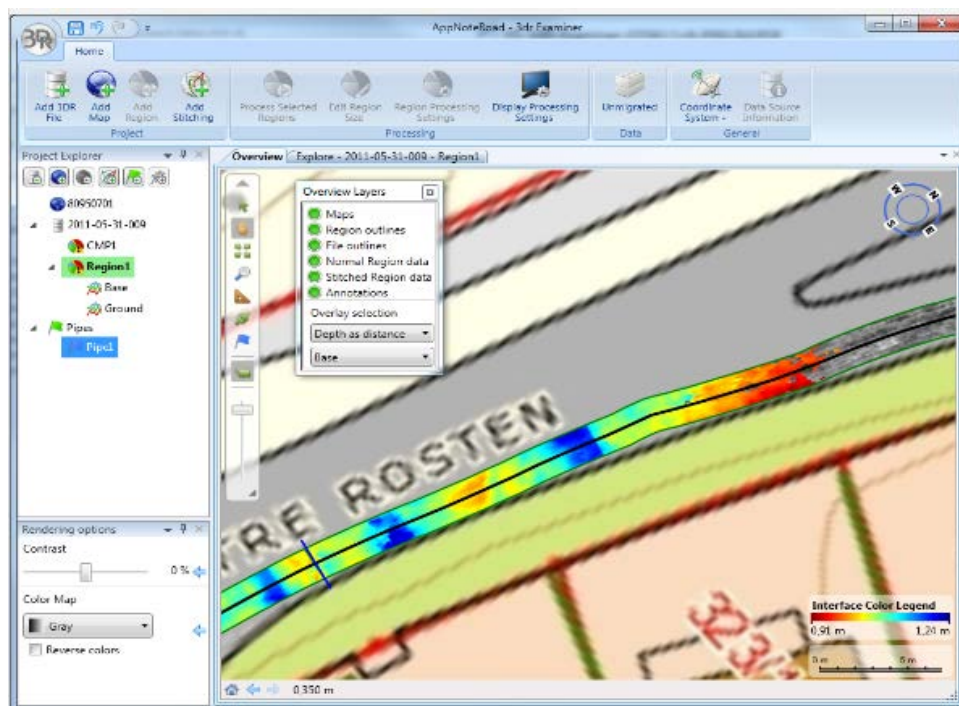 AppNoteRoad - 3dr Examiner
3DR
Home
Add 3DR File
Add Map
Add Region
Add Stitching
Process Selected Regions
Edit Region Size
Region Processing Settings
Display Processing Settings
Unmigrated
Coordinate System
Data Source Information
Project
Processing
Data
General
Project Explorer
80950701
2011-05-31-009
CMP1
Region1
Base
Ground
Pipes
Pipe1
Rendering options
Contrast
0 %
Color Map
Gray
Reverse colors
Overview
Explore - 2011-05-31-009 - Region1
Overview Layers
Maps
Region outlines
File outlines
Normal Region data
Stitched Region data
Annotations
Overlay selection
Depth as distance
Base
N
W
S
E
TRE ROSTEN
323/
Interface Color Legend
0,91 m
1,24 m
0 m
0,350 m